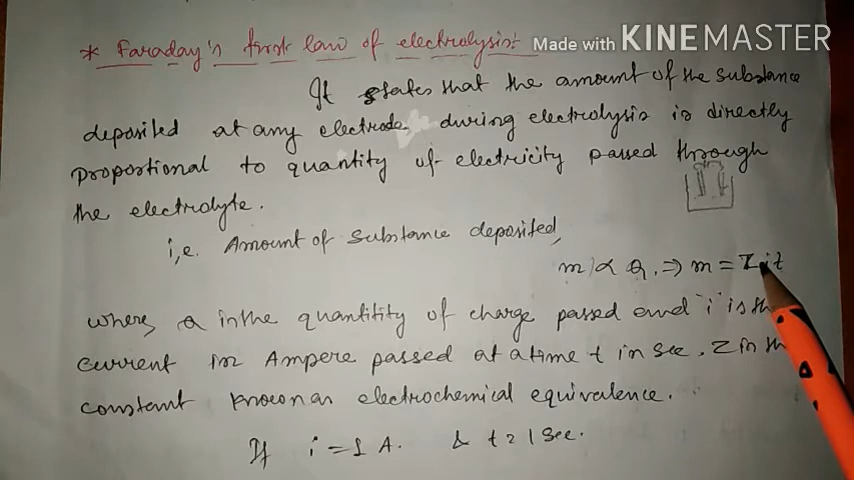 * Faraday's first law of electrolysis:- Made with KINEMASTER
It states that the amount of the substance
deposited at any electrode during electrolysis is directly
proportional to quantity of electricity passed through
the electrolyte.
i,e. Amount of substance deposited,
m ∝ Q, ⇒ m = Zit
where, Q is the quantitity of charge passed and "i" is the
current in Ampere passed at a time t in sec. Z is th
constant known as electrochemical equivalence.
If i = 1 A. & t = 1 sec.